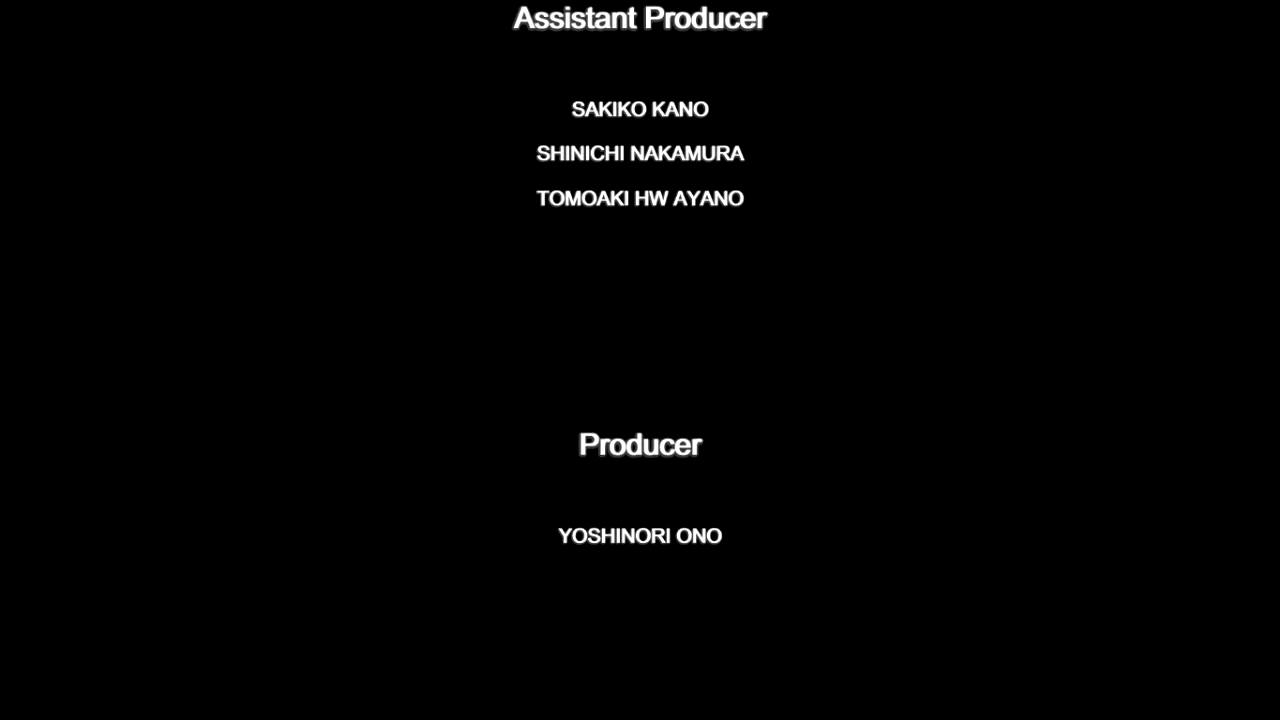 Assistant Producer
SAKIKO KANO
SHINICHI NAKAMURA
TOMOAKI HW AYANO
Producer
YOSHINORI ONO